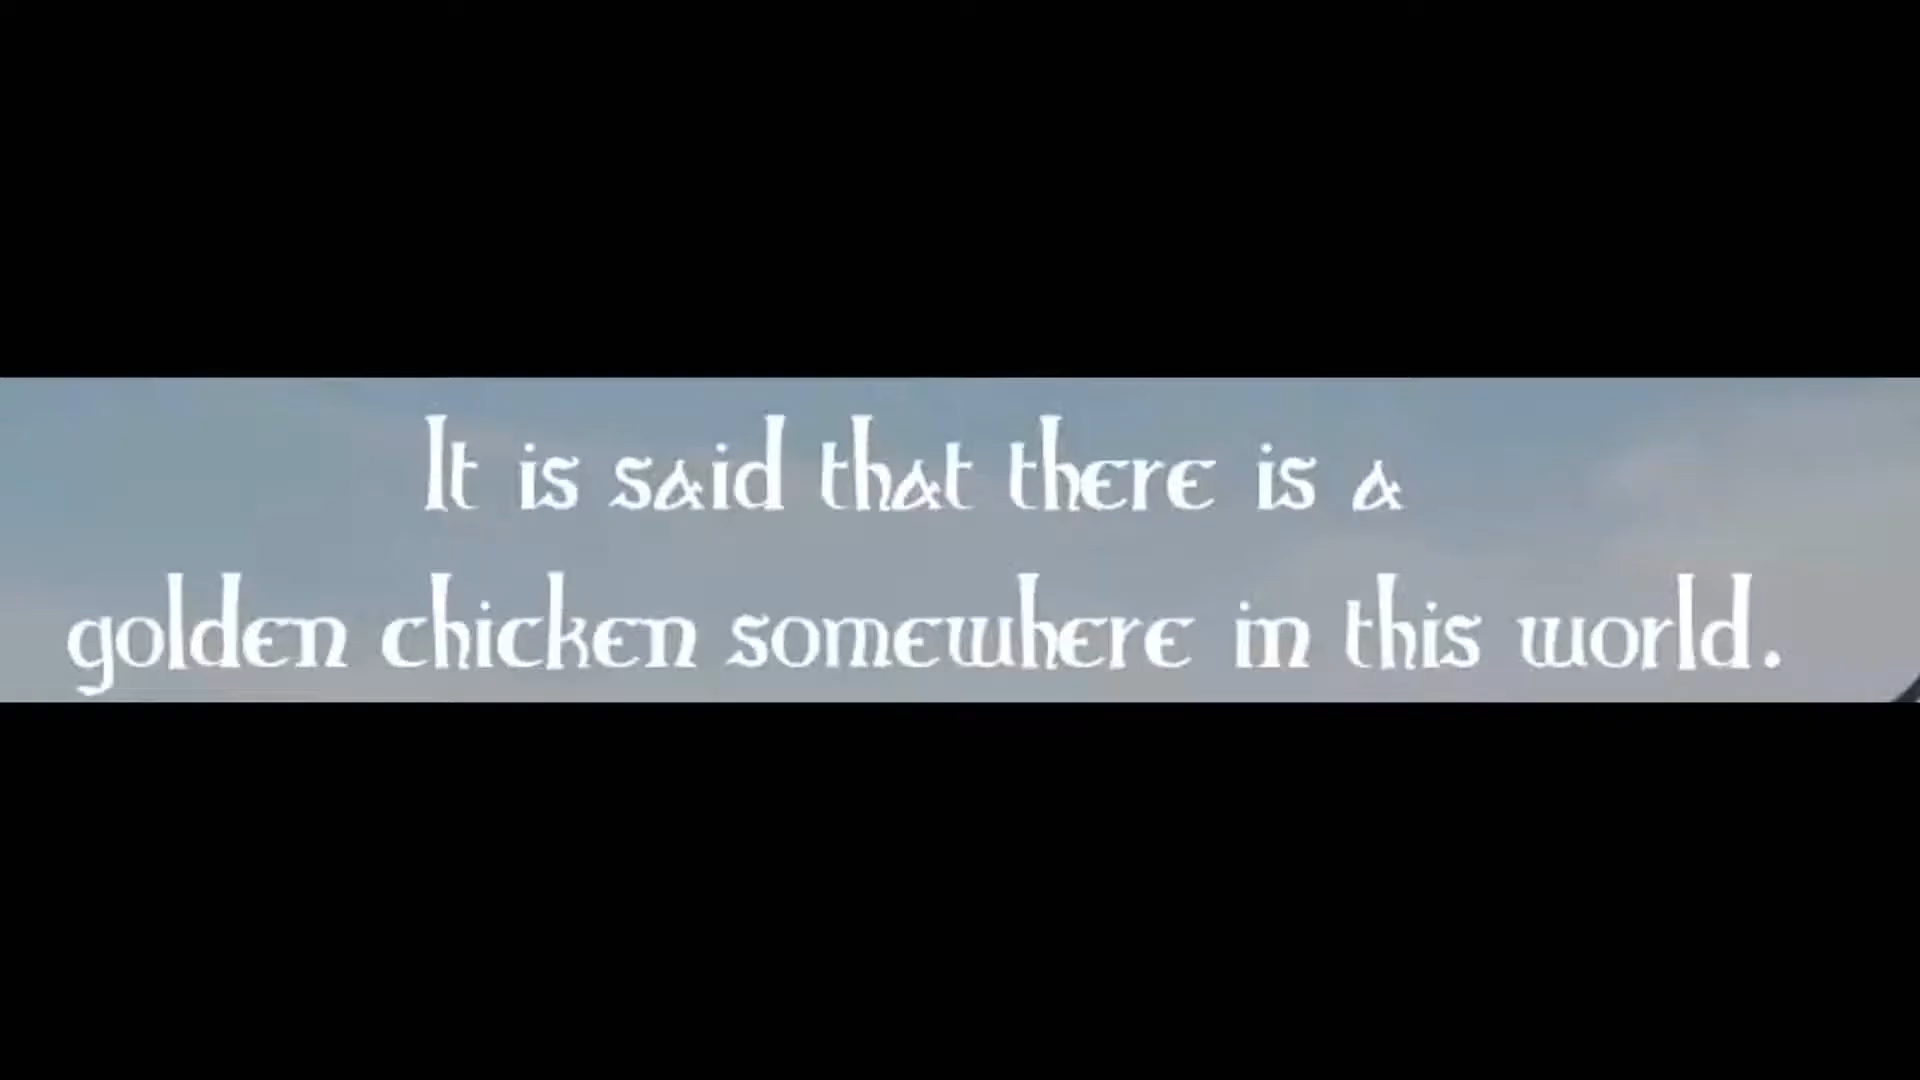 It is said that there is a
golden chicken somewhere in this world.